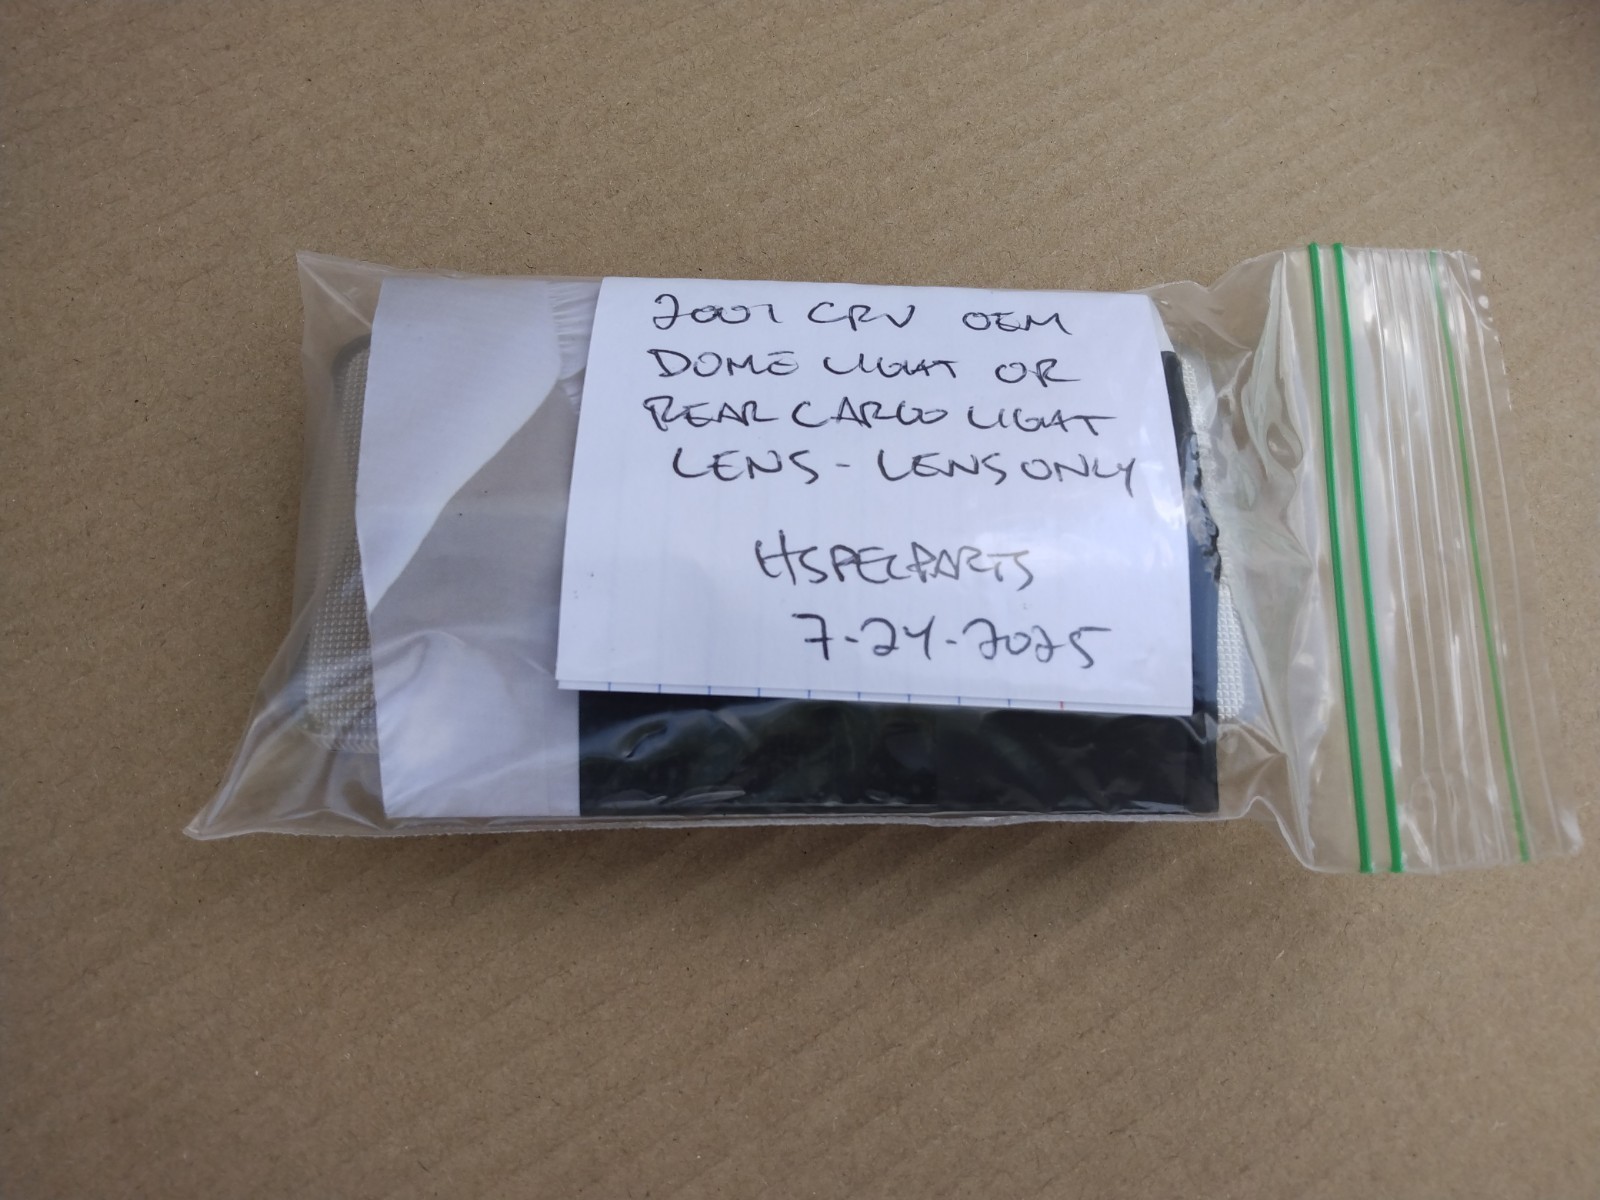 2007 CRV OEM
DOME LIGHT OR
REAR CARGO LIGHT
LENS - LENS ONLY
HSPECPARTS
7-24-2025